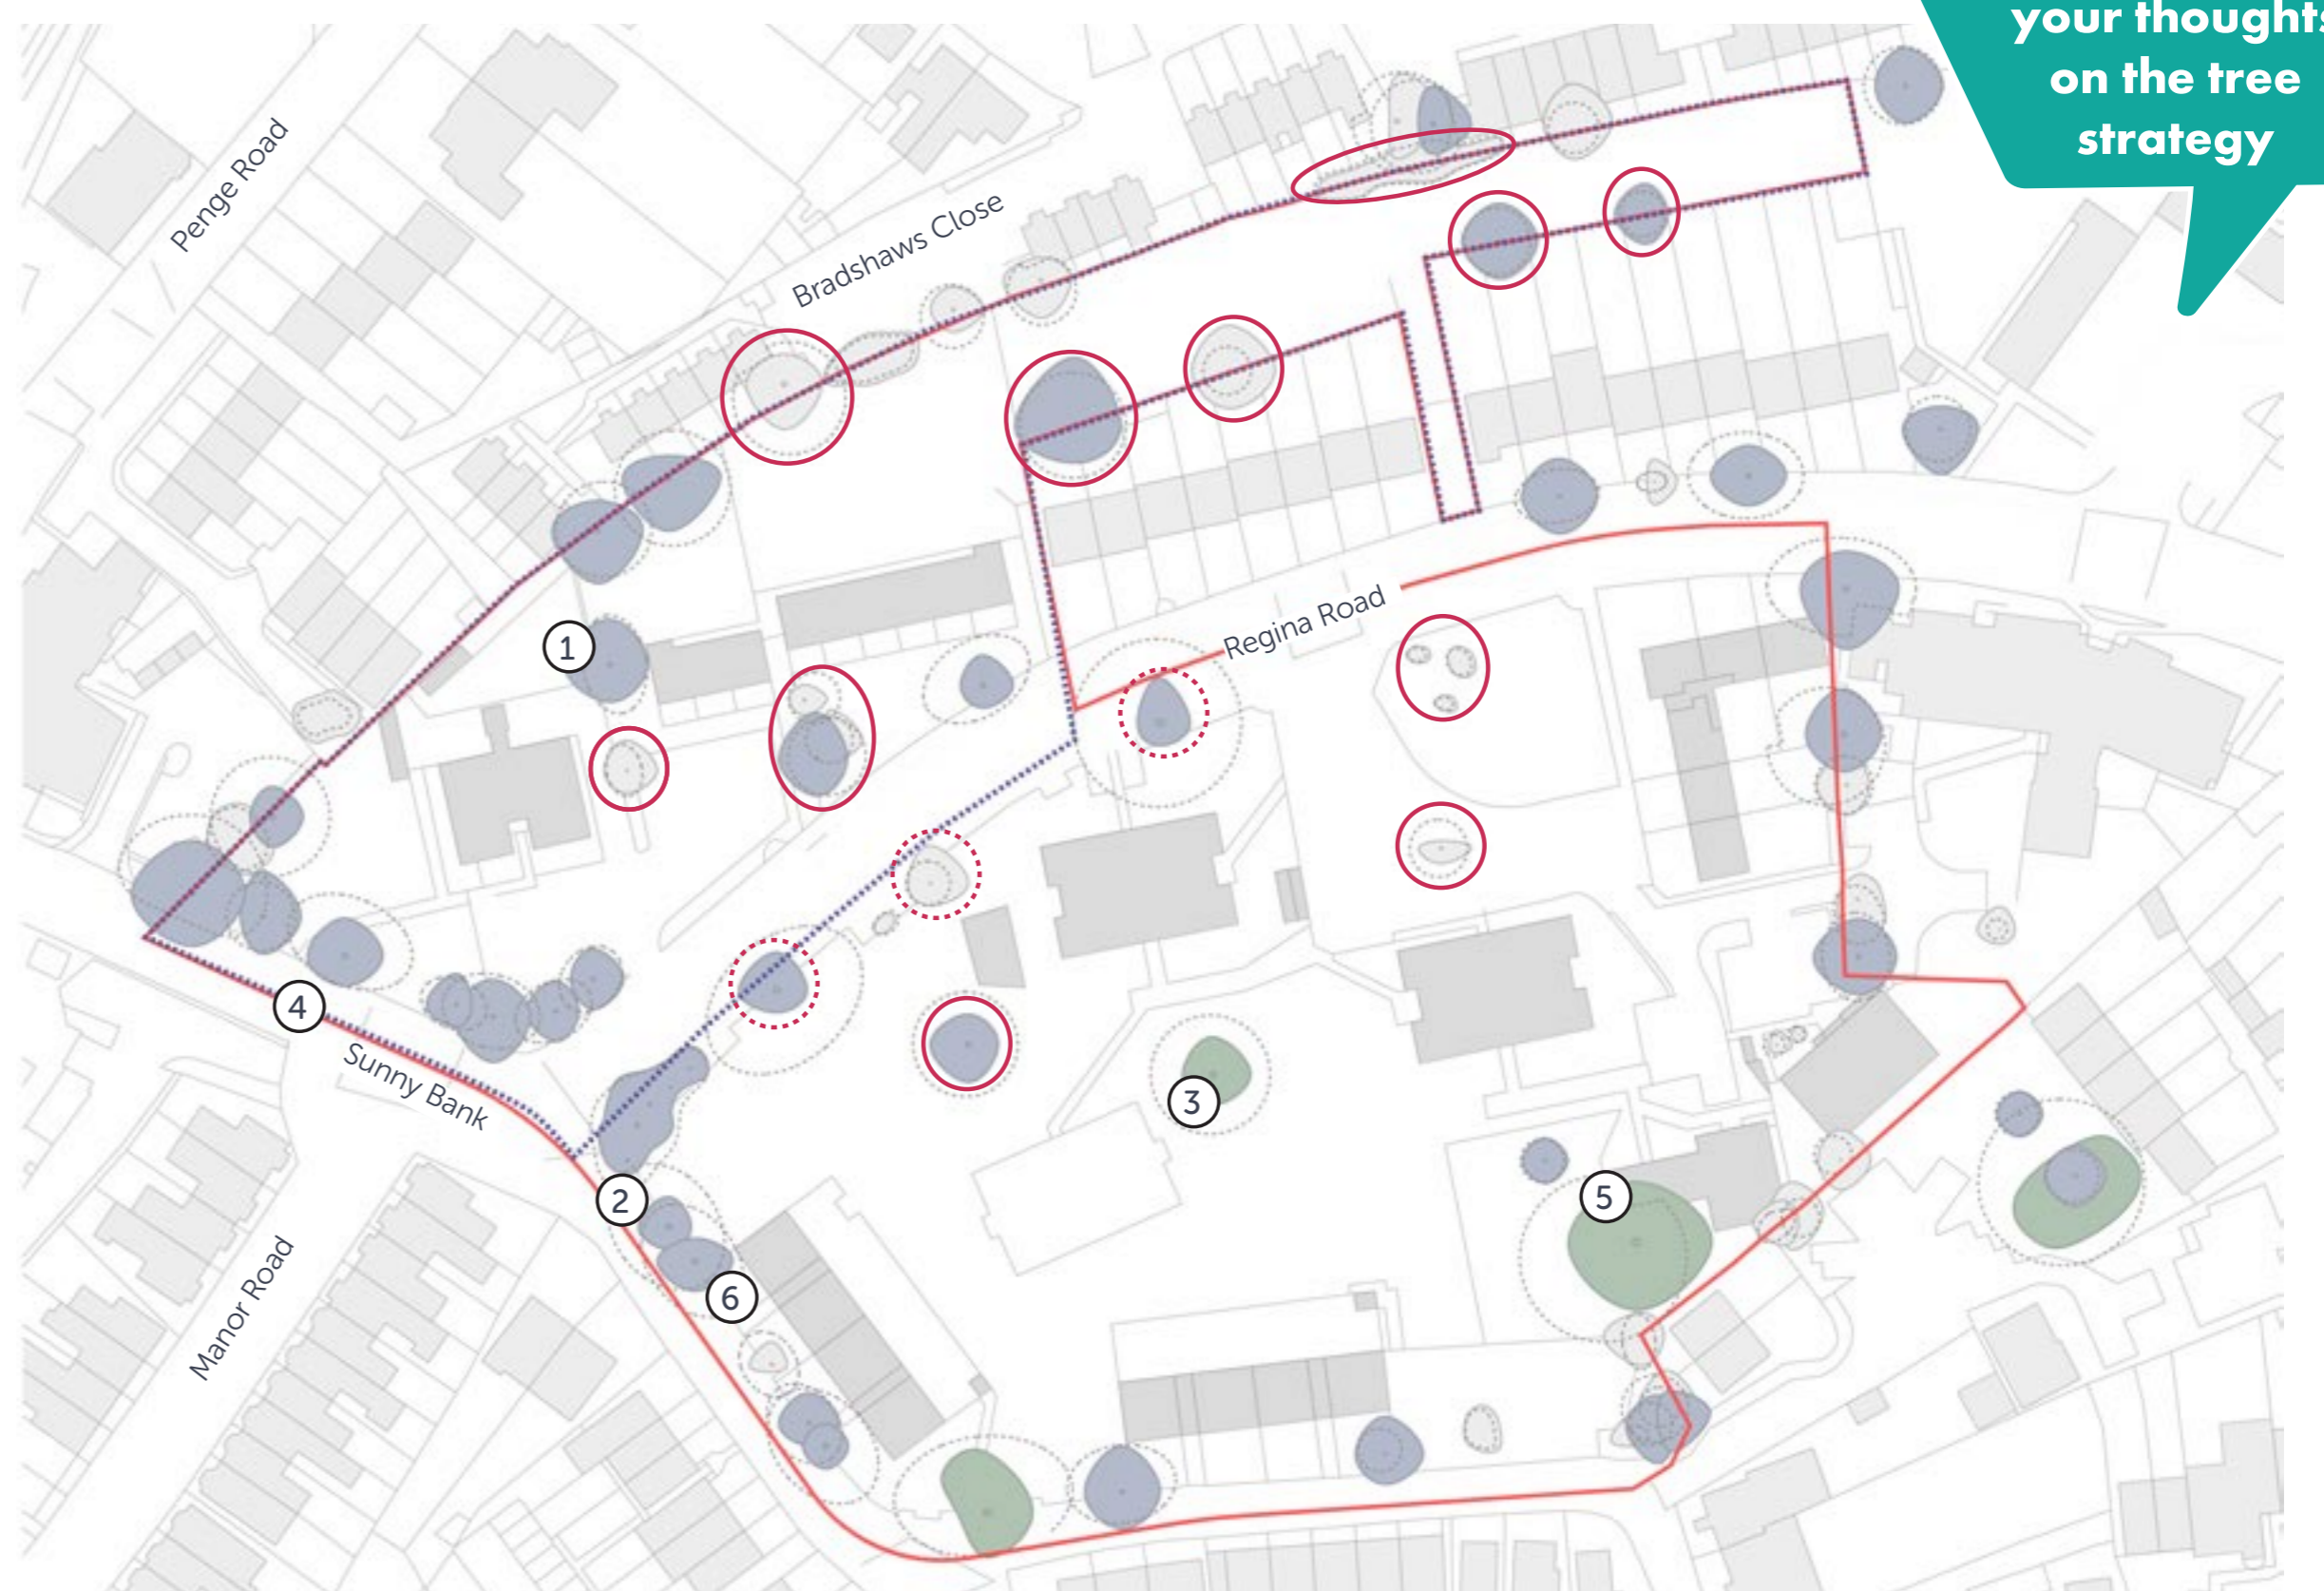 your thoughts
on the tree
strategy
Penge Road
Bradshaws Close
Regina Road
1
4
Sunny Bank
3
2
5
6
Manor Road